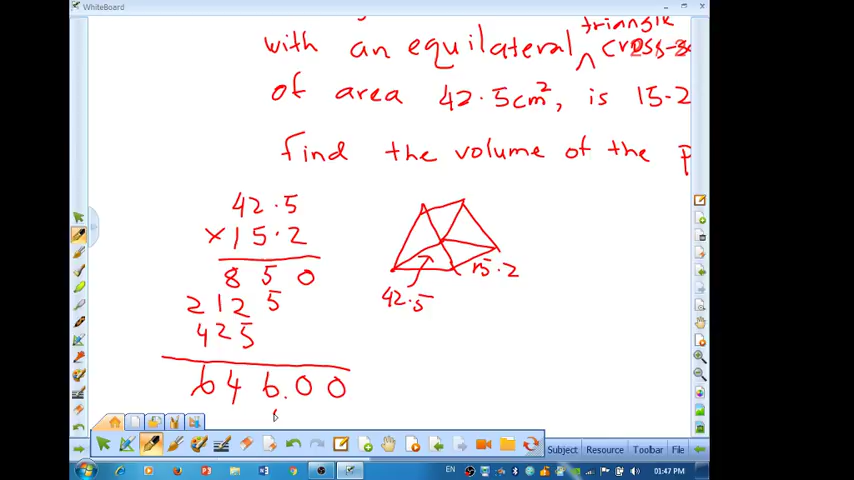 WhiteBoard
triangle
with an equilateral cross-se
of area 42.5cm², is 15.2
find the volume of the p
42.5
×15.2
850
2125
425
646.00
15.2
42.5
Subject Resource Toolbar File
EN 01:47 PM